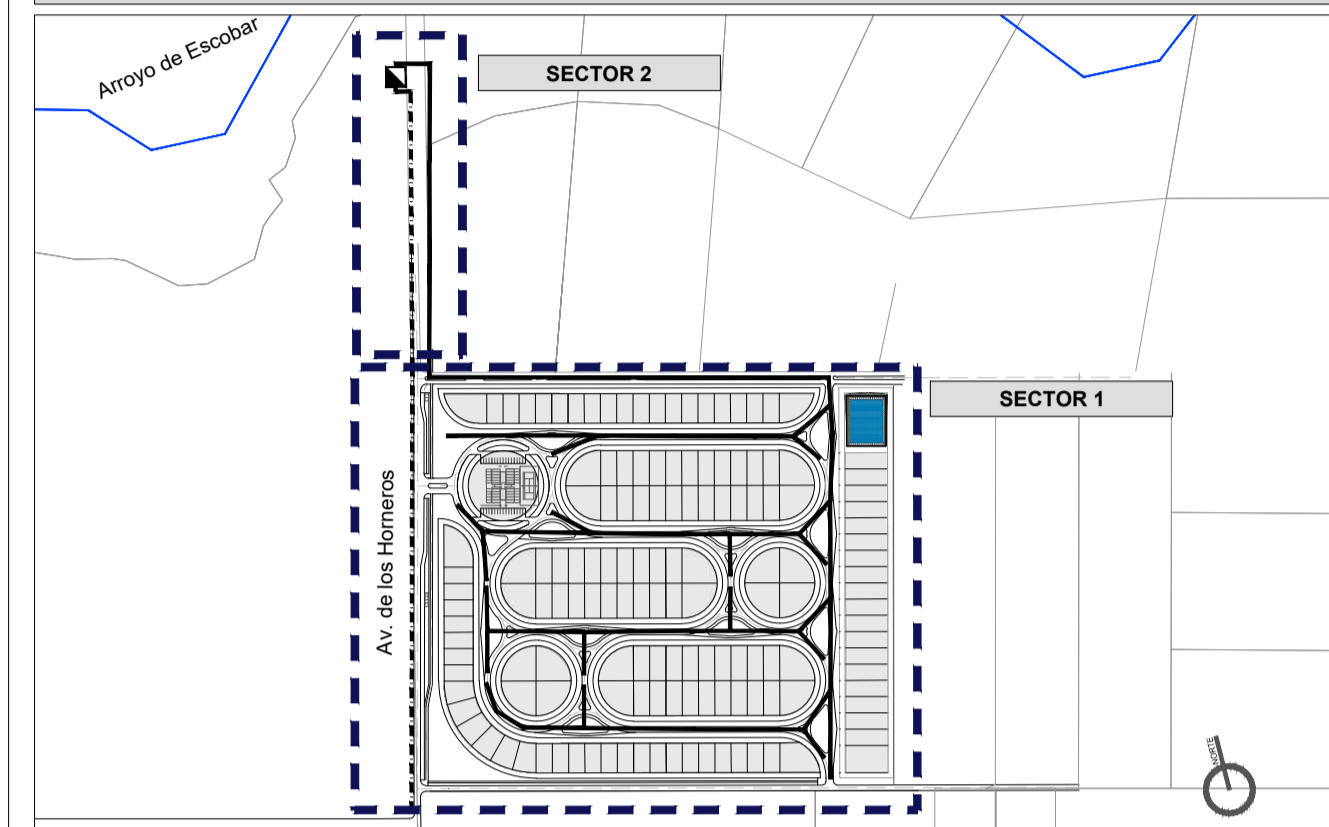 Arroyo de Escobar
SECTOR 2
SECTOR 1
Av. de los Horneros
NORTE